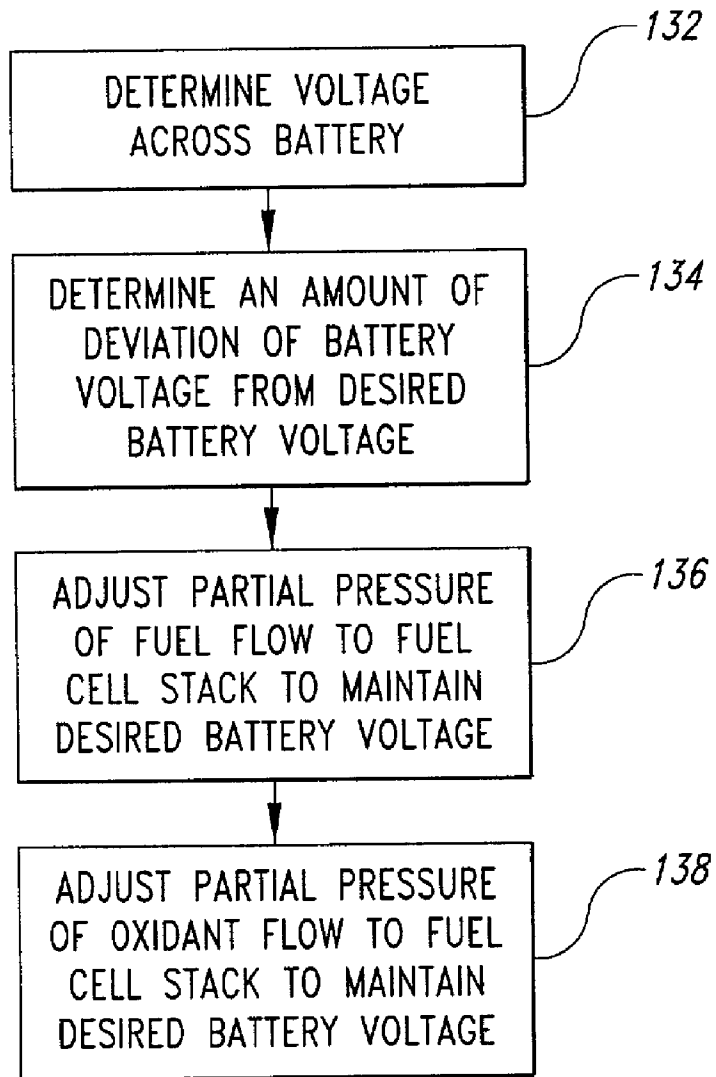 132
DETERMINE VOLTAGE
ACROSS BATTERY
134
DETERMINE AN AMOUNT OF
DEVIATION OF BATTERY
VOLTAGE FROM DESIRED
BATTERY VOLTAGE
136
ADJUST PARTIAL PRESSURE
OF FUEL FLOW TO FUEL
CELL STACK TO MAINTAIN
DESIRED BATTERY VOLTAGE
138
ADJUST PARTIAL PRESSURE
OF OXIDANT FLOW TO FUEL
CELL STACK TO MAINTAIN
DESIRED BATTERY VOLTAGE